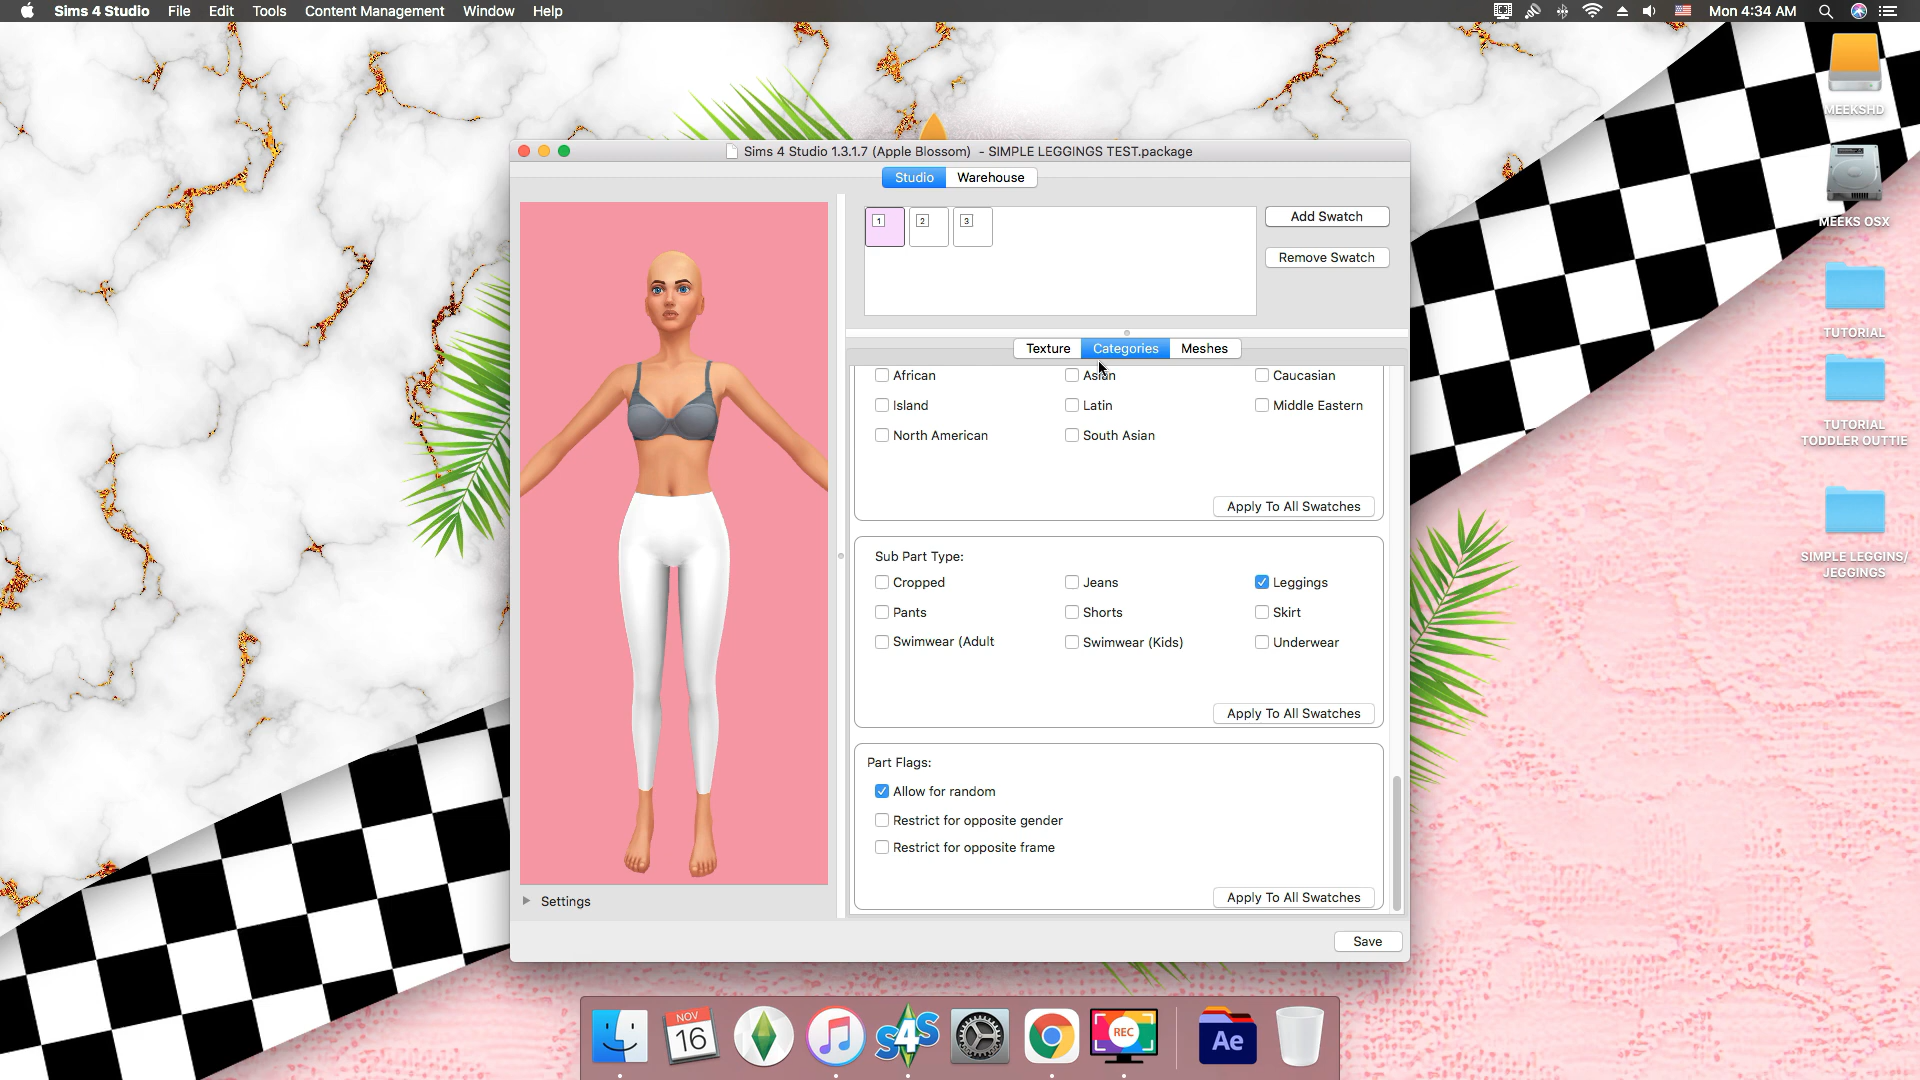 Sims 4 Studio File Edit Tools Content Management Window Help Mon 4:34 AM
Sims 4 Studio 1.3.1.7 (Apple Blossom) - SIMPLE LEGGINGS TEST.package
Studio Warehouse
1 2 3
Add Swatch
Remove Swatch
Texture Categories Meshes
African Asian Caucasian
Island Latin Middle Eastern
North American South Asian
Apply To All Swatches
Sub Part Type:
Cropped Jeans Leggings
Pants Shorts Skirt
Swimwear (Adult Swimwear (Kids) Underwear
Apply To All Swatches
Part Flags:
Allow for random
Restrict for opposite gender
Restrict for opposite frame
Apply To All Swatches
Settings
Save
MEEKSHD
MEEKS OSX
TUTORIAL
TUTORIAL
TODDLER OUTTIE
SIMPLE LEGGINS/
JEGGINGS
NOV
16
S4S
REC
Ae